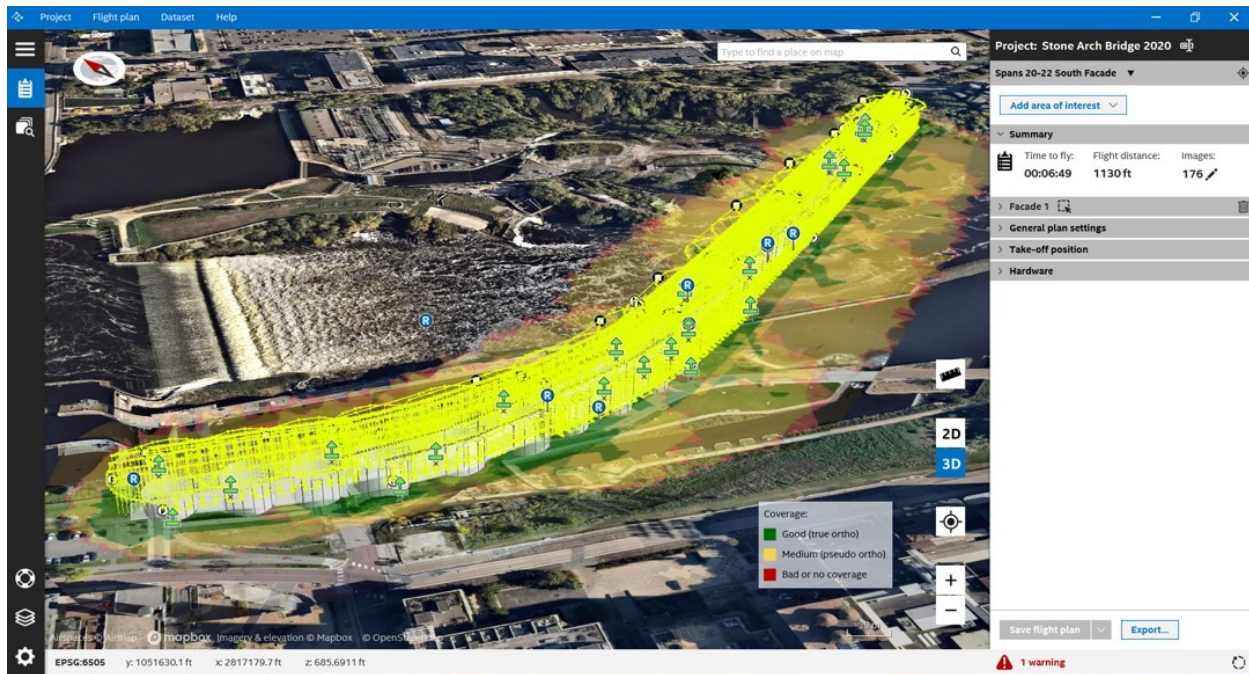 Project Flight plan Dataset Help
Type to find a place on map
Project: Stone Arch Bridge 2020
Spans 20-22 South Facade
Add area of interest
Summary
Time to fly: Flight distance: Images:
00:06:49 1130 ft 176
Facade 1
General plan settings
Take-off position
Hardware
R
R
R
R
R
R
R
2D
3D
Coverage:
Good (true ortho)
Medium (pseudo ortho)
Bad or no coverage
Airspaces © Airmap mapbox Imagery & elevation © Mapbox © OpenStreetMap
Save flight plan Export...
EPSG:6505 y: 1051630.1 ft x: 2817179.7 ft z: 685.6911 ft
1 warning